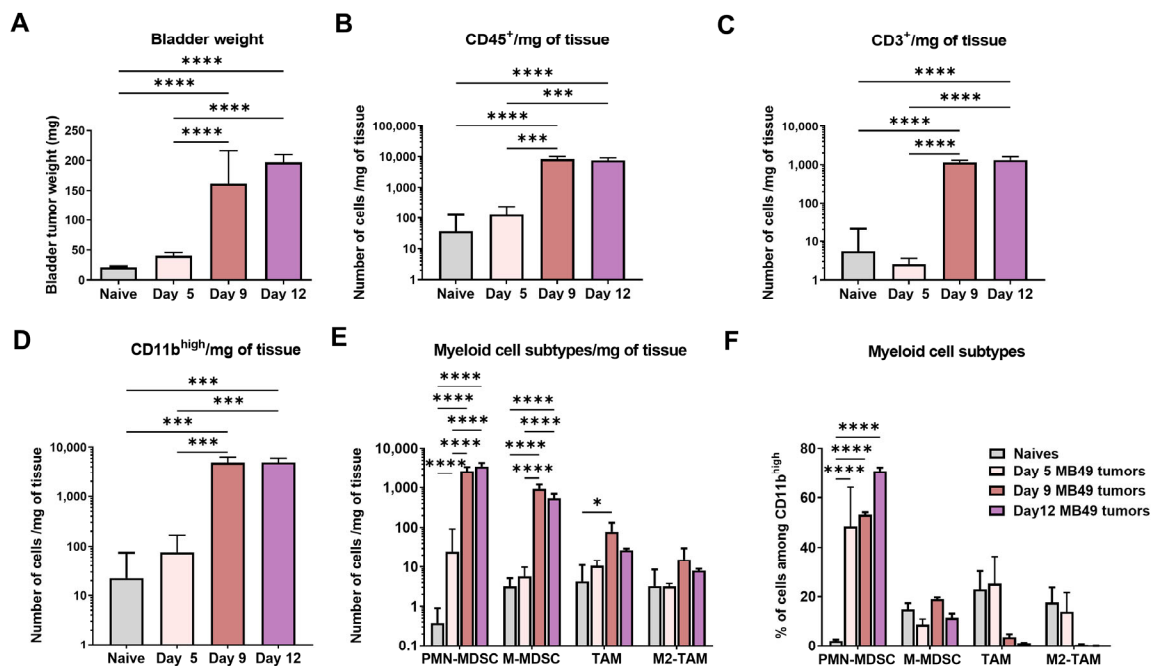 A
Bladder weight
****
****
****
****
Bladder tumor weight (mg)
250
200
150
100
50
0
Naive Day 5 Day 9 Day 12
B
CD45+/mg of tissue
****
***
****
***
Number of cells /mg of tissue
100,000
10,000
1,000
100
10
1
Naive Day 5 Day 9 Day 12
C
CD3+/mg of tissue
****
****
****
****
Number of cells /mg of tissue
100,000
10,000
1,000
100
10
1
Naive Day 5 Day 9 Day 12
D
CD11bhigh/mg of tissue
***
***
***
***
Number of cells /mg of tissue
10,000
1,000
100
10
1
Naive Day 5 Day 9 Day 12
E
Myeloid cell subtypes/mg of tissue
****
****
****
****
****
****
****
****
****
*
Number of cells /mg of tissue
10,000
1,000
100
10
1
0.1
PMN-MDSC M-MDSC TAM M2-TAM
F
Myeloid cell subtypes
****
****
****
% of cells among CD11bhigh
80
60
40
20
0
PMN-MDSC M-MDSC TAM M2-TAM
Naives
Day 5 MB49 tumors
Day 9 MB49 tumors
Day12 MB49 tumors